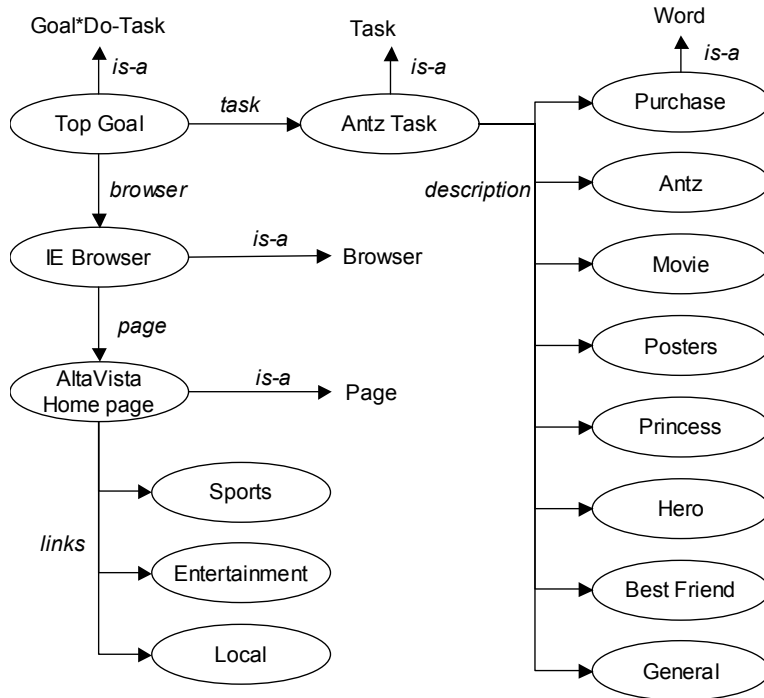 Goal*Do-Task
Task
Word
is-a
is-a
is-a
Top Goal
task
Antz Task
Purchase
browser
description
Antz
IE Browser
is-a
Browser
Movie
page
Posters
AltaVista
Home page
is-a
Page
Princess
Sports
Hero
links
Entertainment
Best Friend
Local
General